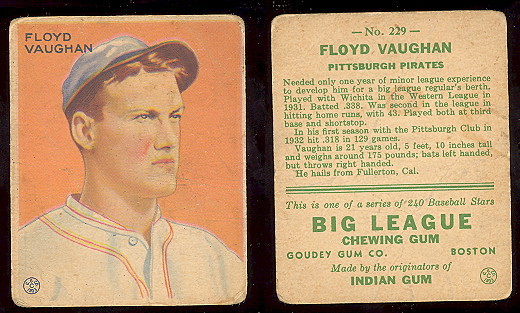 FLOYD
VAUGHAN
— No. 229 —
FLOYD VAUGHAN
PITTSBURGH PIRATES
Needed only one year of minor league experience
to develop him for a big league regular's berth.
Played with Wichita in the Western League in
1931. Batted .338. Was second in the league in
hitting home runs, with 43. Played both at third
base and shortstop.
In his first season with the Pittsburgh Club in
1932 hit .318 in 129 games.
Vaughan is 21 years old, 5 feet, 10 inches tall
and weighs around 175 pounds; bats left handed,
but throws right handed.
He hails from Fullerton, Cal.
This is one of a series of 240 Baseball Stars
BIG LEAGUE
CHEWING GUM
GOUDEY GUM CO. BOSTON
Made by the originators of
INDIAN GUM